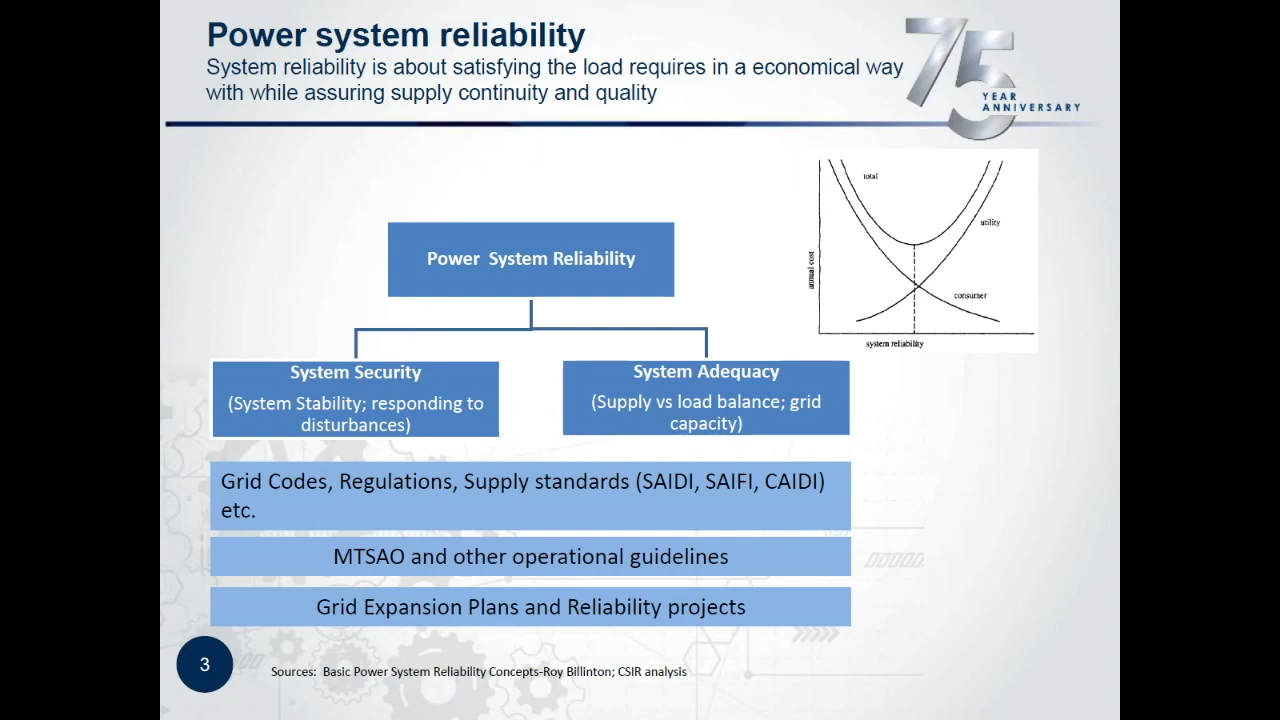 Power system reliability
System reliability is about satisfying the load requires in a economical way
with while assuring supply continuity and quality
75
YEAR
ANNIVERSARY
total
utility
annual cost
consumer
system reliability
Power System Reliability
System Security
(System Stability; responding to
disturbances)
System Adequacy
(Supply vs load balance; grid
capacity)
Grid Codes, Regulations, Supply standards (SAIDI, SAIFI, CAIDI)
etc.
MTSAO and other operational guidelines
Grid Expansion Plans and Reliability projects
3
Sources: Basic Power System Reliability Concepts-Roy Billinton; CSIR analysis